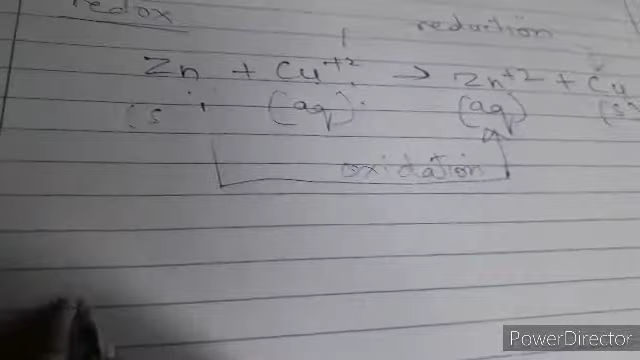 redox
reduction
Zn + Cu+2 → Zn+2 + Cu
(s (aq) (aq) (s
oxidation
PowerDirector